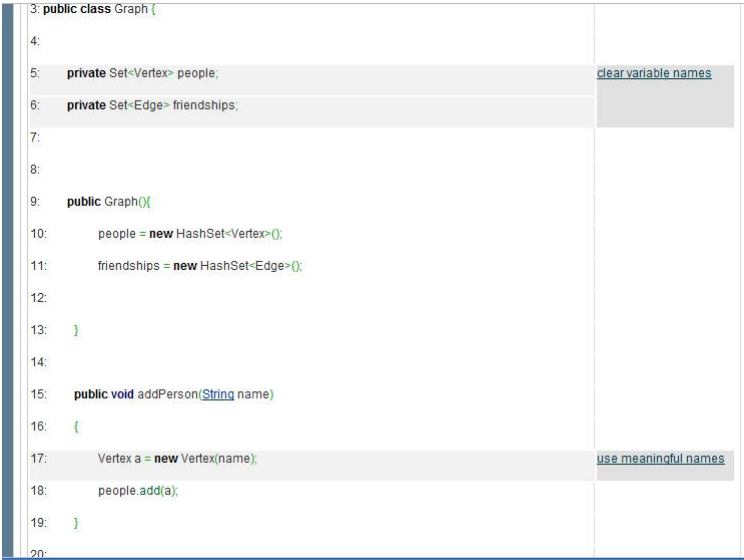 3: public class Graph {
4:
5: private Set<Vertex> people; clear variable names
6: private Set<Edge> friendships;
7:
8:
9: public Graph(){
10: people = new HashSet<Vertex>();
11: friendships = new HashSet<Edge>();
12:
13: }
14:
15: public void addPerson(String name)
16: {
17: Vertex a = new Vertex(name); use meaningful names
18: people.add(a);
19: }
20: